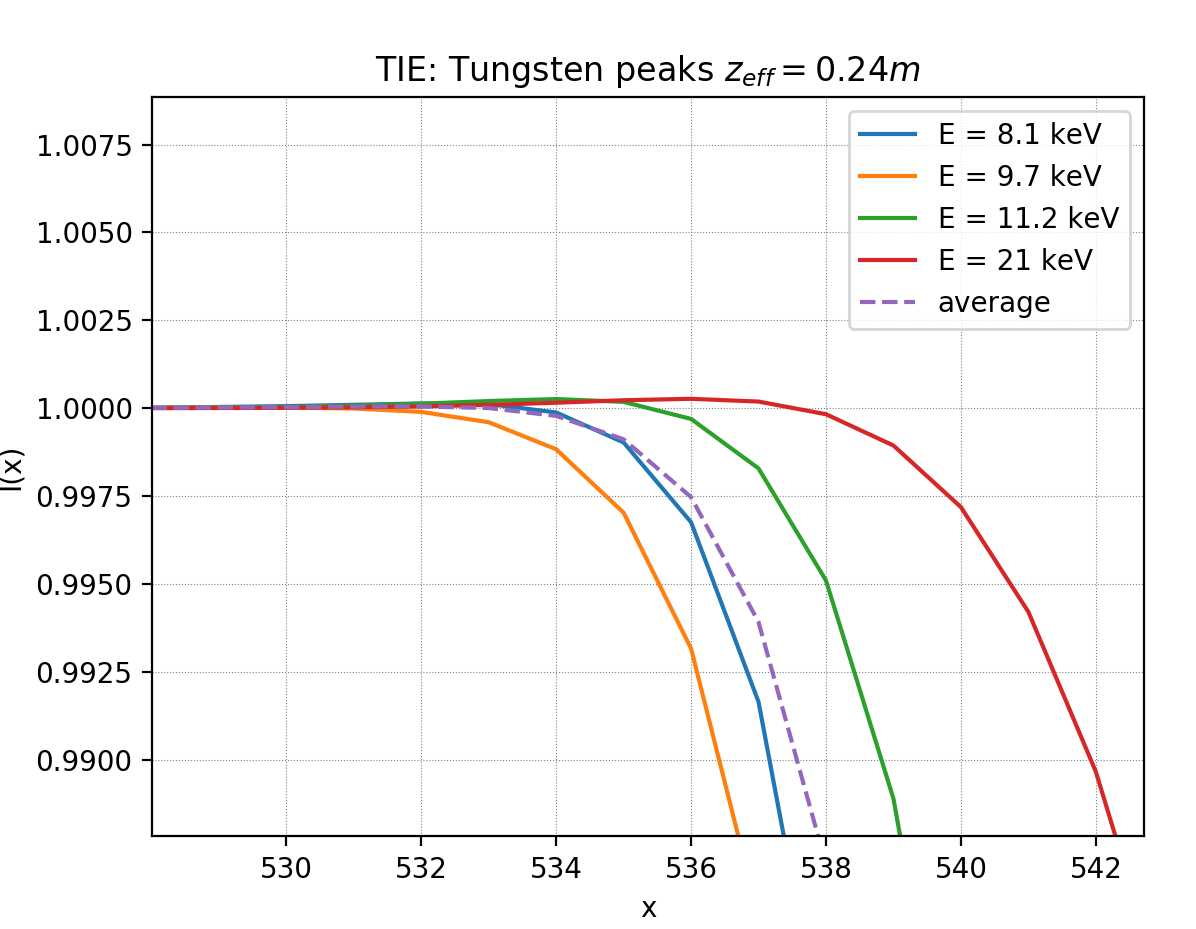 TIE: Tungsten peaks z_eff = 0.24m
1.0075
1.0050
1.0025
1.0000
0.9975
0.9950
0.9925
0.9900
I(x)
E = 8.1 keV
E = 9.7 keV
E = 11.2 keV
E = 21 keV
average
530 532 534 536 538 540 542
x